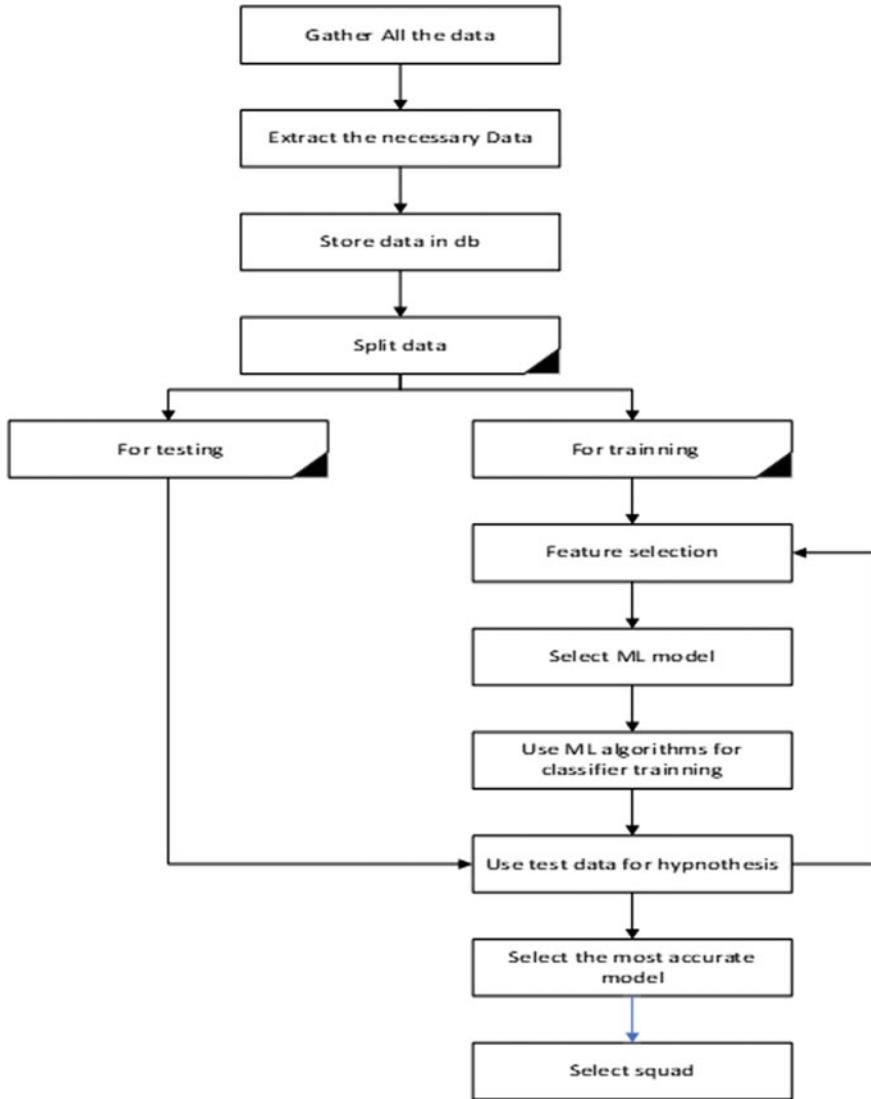 Gather All the data
Extract the necessary Data
Store data in db
Split data
For testing
For trainning
Feature selection
Select ML model
Use ML algorithms for
classifier trainning
Use test data for hypnothesis
Select the most accurate
model
Select squad